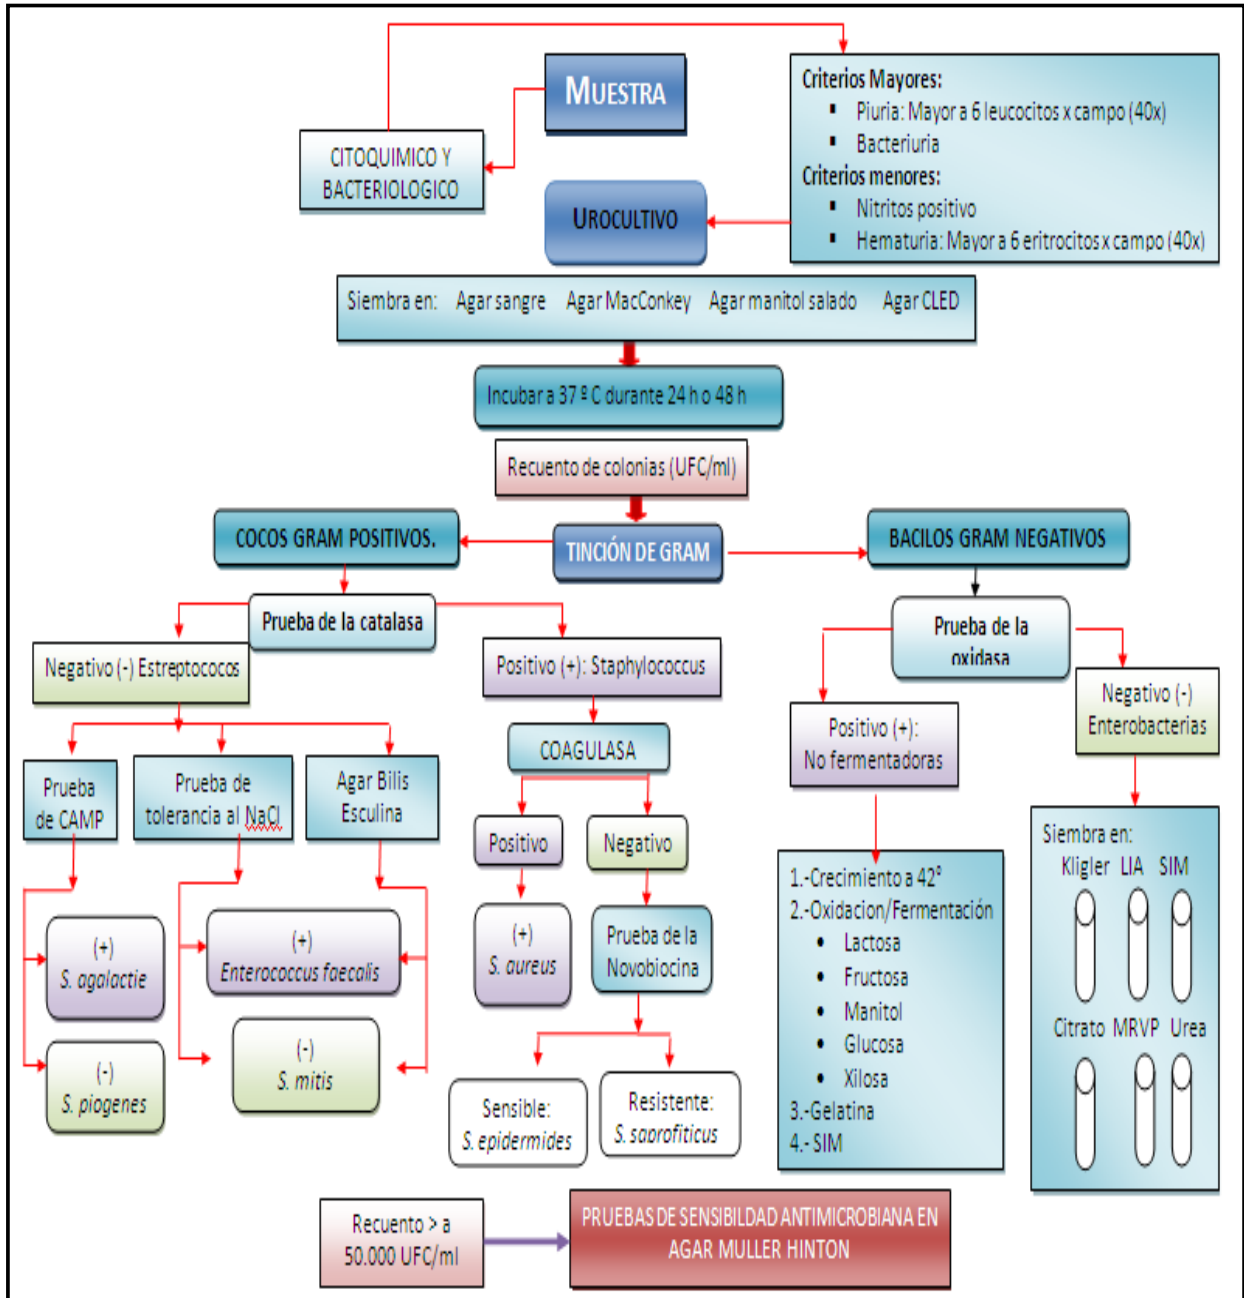 MUESTRA
CITOQUIMICO Y
BACTERIOLOGICO
Criterios Mayores:
▪ Piuria: Mayor a 6 leucocitos x campo (40x)
▪ Bacteriuria
Criterios menores:
▪ Nitritos positivo
▪ Hematuria: Mayor a 6 eritrocitos x campo (40x)
UROCULTIVO
Siembra en: Agar sangre Agar MacConkey Agar manitol salado Agar CLED
Incubar a 37 º C durante 24 h o 48 h
Recuento de colonias (UFC/ml)
COCOS GRAM POSITIVOS.
TINCIÓN DE GRAM
BACILOS GRAM NEGATIVOS
Prueba de la catalasa
Prueba de la
oxidasa
Negativo (-) Estreptococos
Positivo (+): Staphylococcus
Positivo (+):
No fermentadoras
Negativo (-)
Enterobacterias
COAGULASA
Prueba
de CAMP
Prueba de
tolerancia al NaCl
Agar Bilis
Esculina
Positivo
Negativo
(+)
S. agalactie
(+)
Enterococcus faecalis
(+)
S. aureus
Prueba de la
Novobiocina
(-)
S. piogenes
(-)
S. mitis
Sensible:
S. epidermides
Resistente:
S. saprofiticus
1.-Crecimiento a 42º
2.-Oxidacion/Fermentación
• Lactosa
• Fructosa
• Manitol
• Glucosa
• Xilosa
3.-Gelatina
4.- SIM
Siembra en:
Kligler LIA SIM
Citrato MRVP Urea
Recuento > a
50.000 UFC/ml
PRUEBAS DE SENSIBILDAD ANTIMICROBIANA EN
AGAR MULLER HINTON